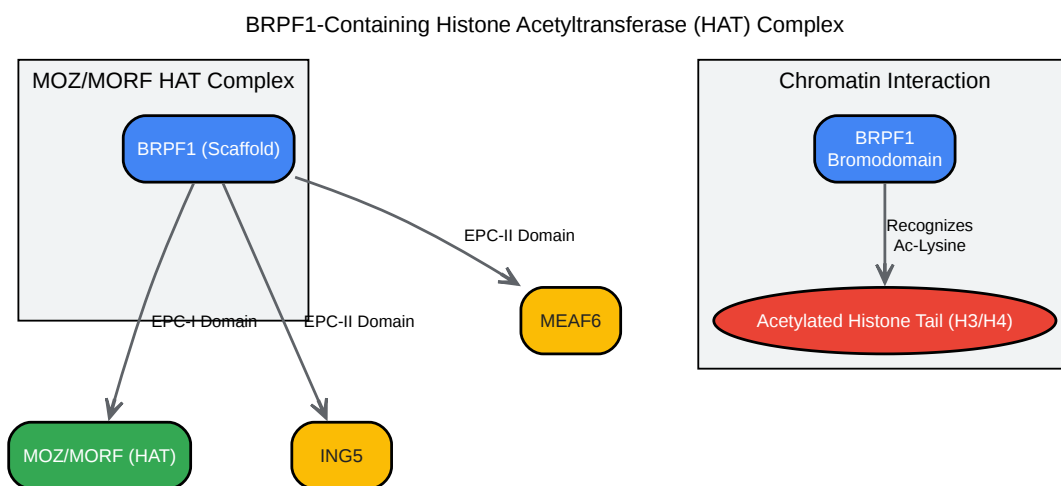 BRPF1-Containing Histone Acetyltransferase (HAT) Complex
MOZ/MORF HAT Complex
BRPF1 (Scaffold)
EPC-II Domain
EPC-I Domain
EPC-II Domain
MEAF6
MOZ/MORF (HAT)
ING5
Chromatin Interaction
BRPF1
Bromodomain
Recognizes
Ac-Lysine
Acetylated Histone Tail (H3/H4)